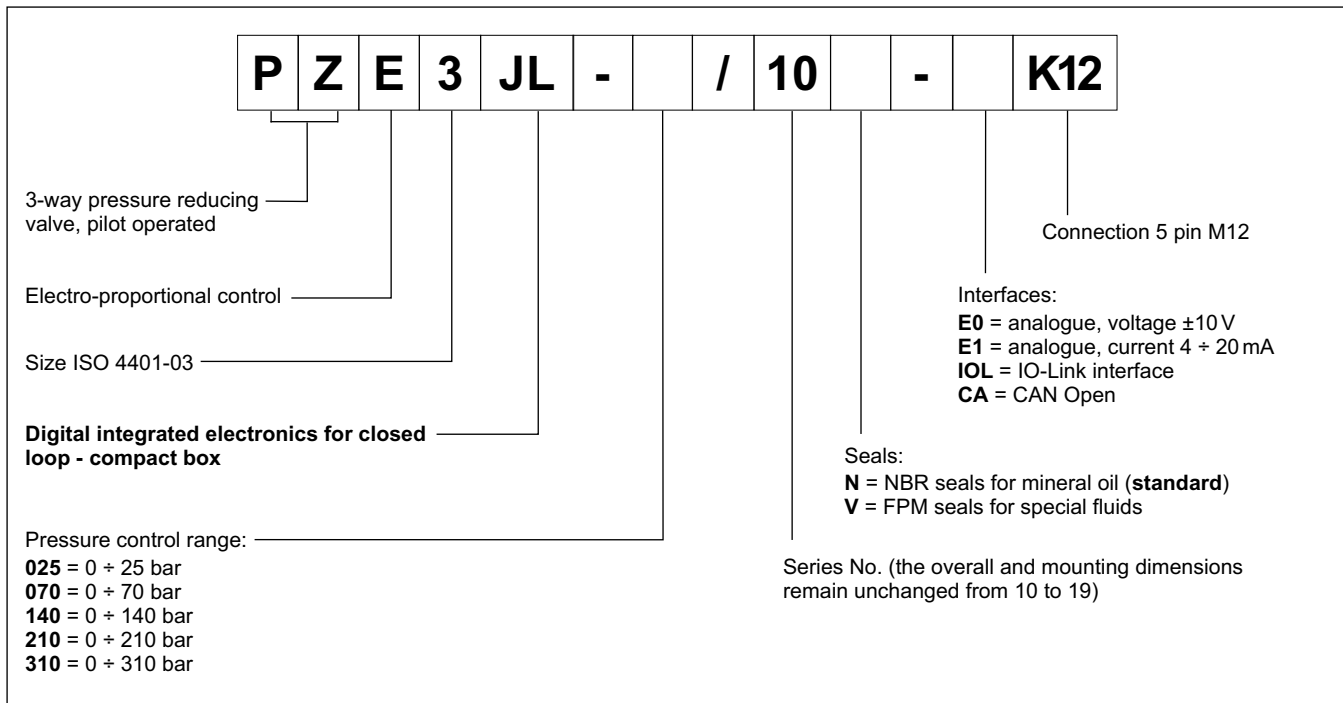 P Z E 3 JL - / 10 - K12
3-way pressure reducing
valve, pilot operated
Electro-proportional control
Size ISO 4401-03
Digital integrated electronics for closed
loop - compact box
Pressure control range:
025 = 0 ÷ 25 bar
070 = 0 ÷ 70 bar
140 = 0 ÷ 140 bar
210 = 0 ÷ 210 bar
310 = 0 ÷ 310 bar
Connection 5 pin M12
Interfaces:
E0 = analogue, voltage ±10 V
E1 = analogue, current 4 ÷ 20 mA
IOL = IO-Link interface
CA = CAN Open
Seals:
N = NBR seals for mineral oil (standard)
V = FPM seals for special fluids
Series No. (the overall and mounting dimensions
remain unchanged from 10 to 19)